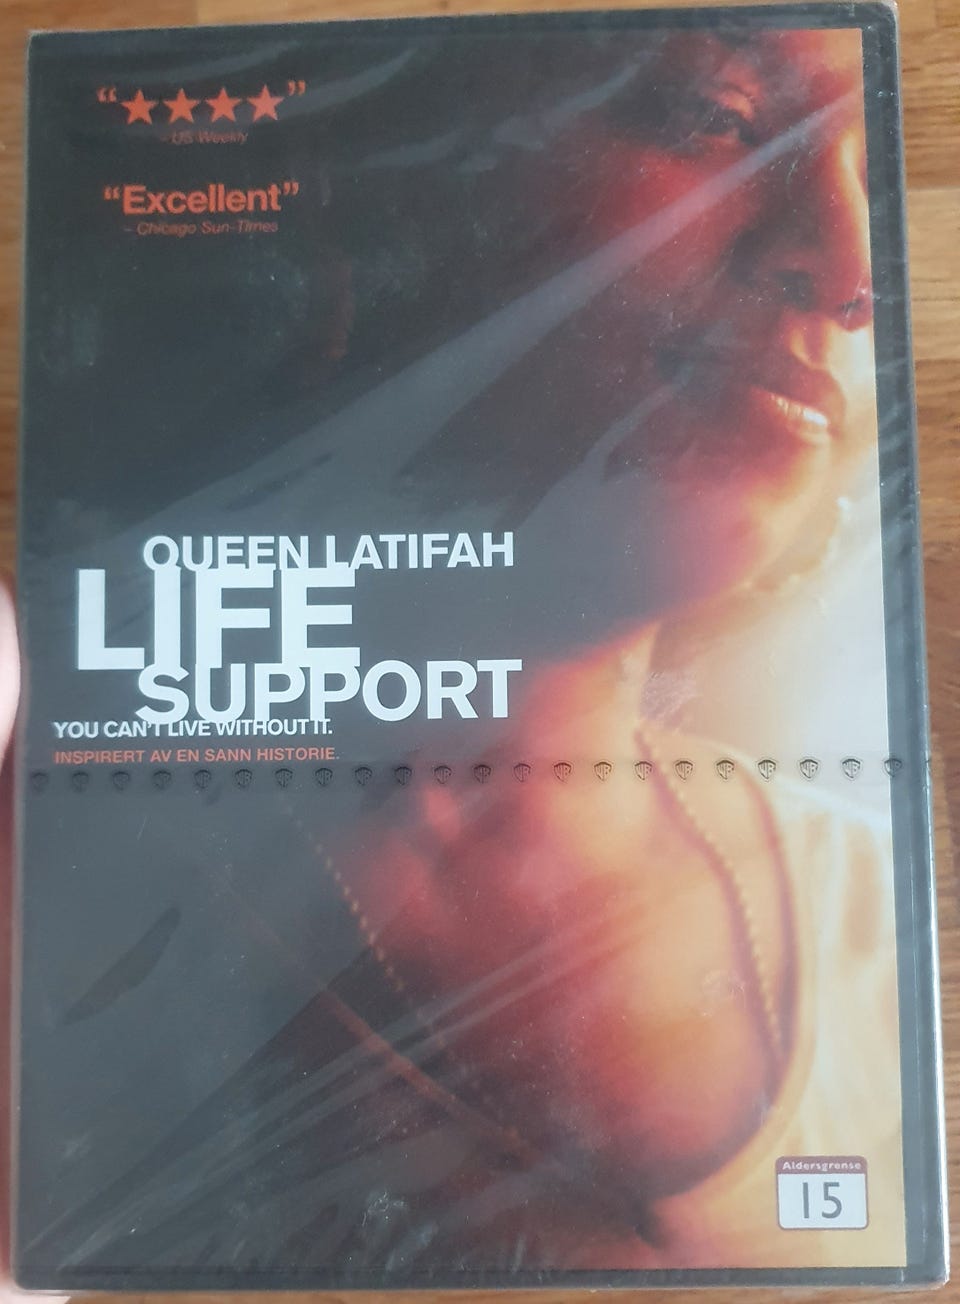 “★★★★”
- US Weekly
“Excellent”
- Chicago Sun-Times
QUEEN LATIFAH
LIFE
SUPPORT
YOU CAN'T LIVE WITHOUT IT.
INSPIRERT AV EN SANN HISTORIE.
Aldersgrense
15